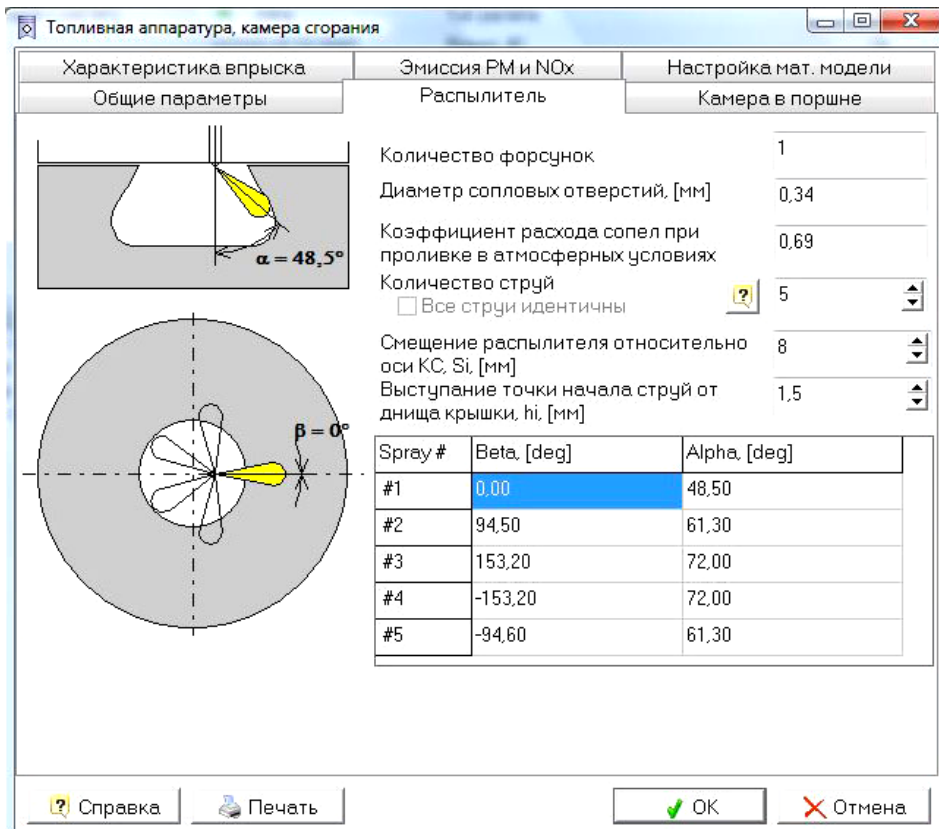 Топливная аппаратура, камера сгорания
Характеристика впрыска
Эмиссия PM и NOx
Настройка мат. модели
Общие параметры
Распылитель
Камера в поршне
α = 48,5°
β = 0°
Количество форсунок
1
Диаметр сопловых отверстий, [мм]
0,34
Коэффициент расхода сопел при
проливке в атмосферных условиях
0,69
Количество струй
5
Все струи идентичны
Смещение распылителя относительно
оси КС, Si, [мм]
8
Выступание точки начала струй от
днища крышки, hi, [мм]
1,5
Spray # Beta, [deg] Alpha, [deg]
#1 0,00 48,50
#2 94,50 61,30
#3 153,20 72,00
#4 -153,20 72,00
#5 -94,60 61,30
? Справка
Печать
OK
Отмена